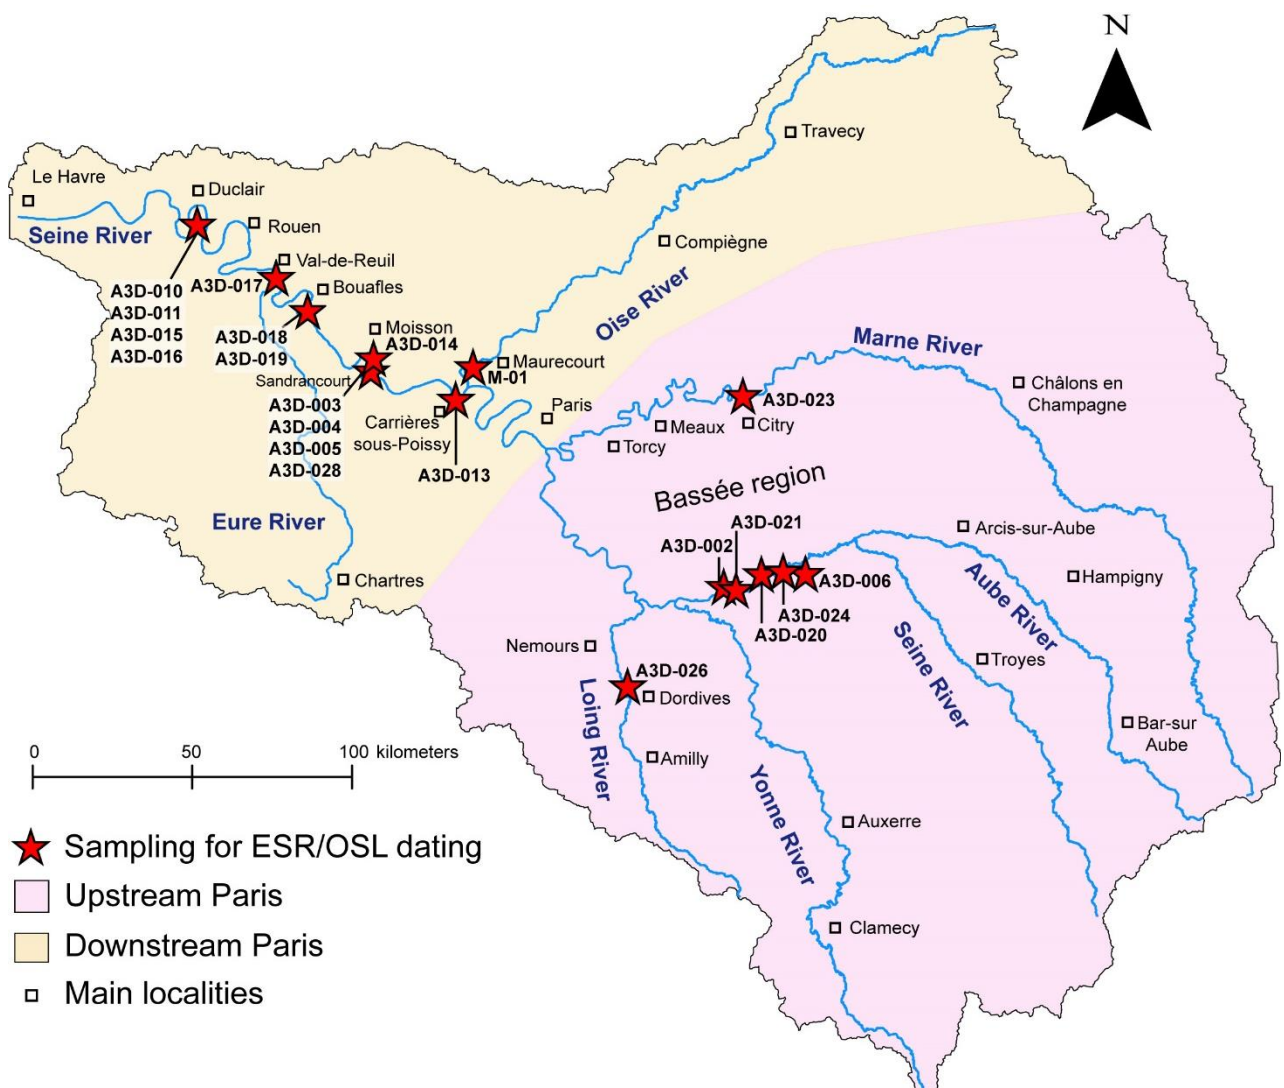 N
Travecy
Le Havre
Duclair
Rouen
Seine River
Val-de-Reuil
Compiègne
A3D-010
A3D-011
A3D-015
A3D-016
A3D-017
Bouafles
Oise River
A3D-018
A3D-019
Moisson
A3D-014
Marne River
Sandrancourt
A3D-003
A3D-004
A3D-005
A3D-028
Maurecourt
M-01
Châlons en
Champagne
Carrières
sous-Poissy
Paris
A3D-023
Meaux
Citry
Torcy
A3D-013
Bassée region
Eure River
A3D-021
Arcis-sur-Aube
A3D-002
Chartres
A3D-006
Hampigny
A3D-024
A3D-020
Aube River
Nemours
Seine River
Troyes
A3D-026
Dordives
Loing River
Bar-sur
Aube
0 50 100 kilometers
Amilly
Yonne River
Auxerre
Clamecy
Sampling for ESR/OSL dating
Upstream Paris
Downstream Paris
Main localities